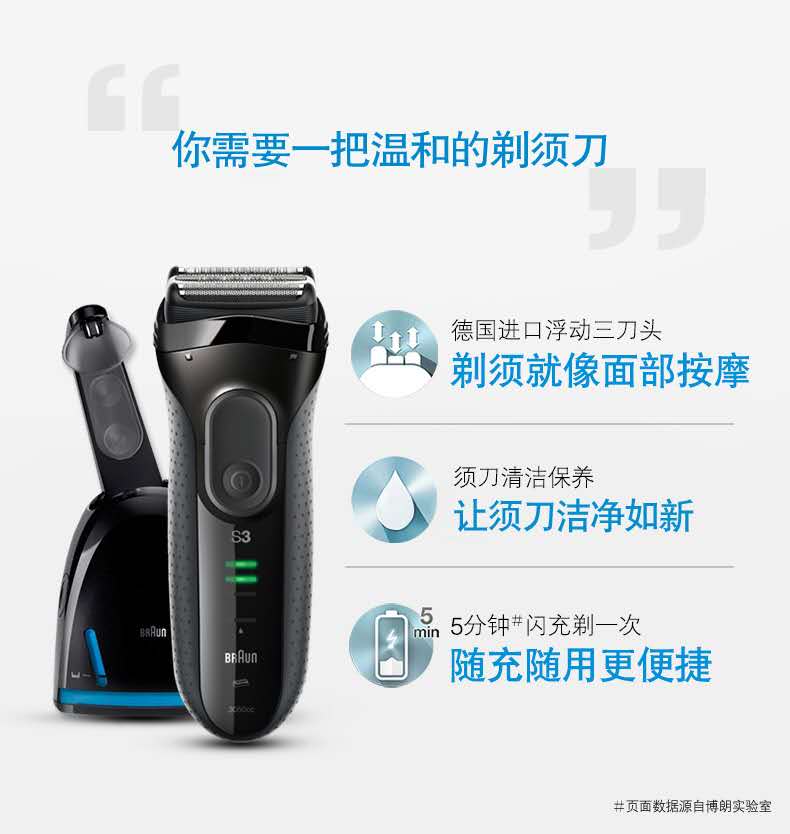 你需要一把温和的剃须刀
德国进口浮动三刀头
剃须就像面部按摩
须刀清洁保养
让须刀洁净如新
5
min
5分钟#闪充剃一次
随充随用更便捷
S3
BRAUN
BRAUN
#页面数据源自博朗实验室